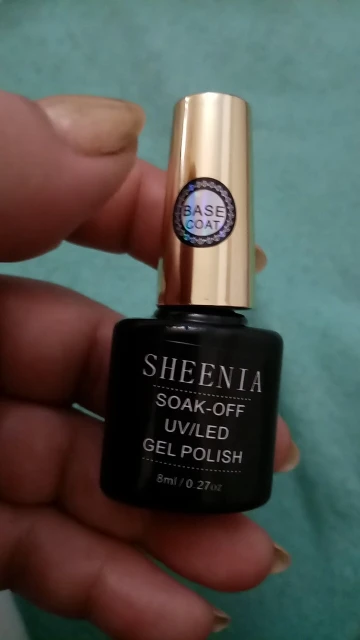 BASE
COAT
SHEENIA
SOAK-OFF
UV/LED
GEL POLISH
8ml/0.27oz